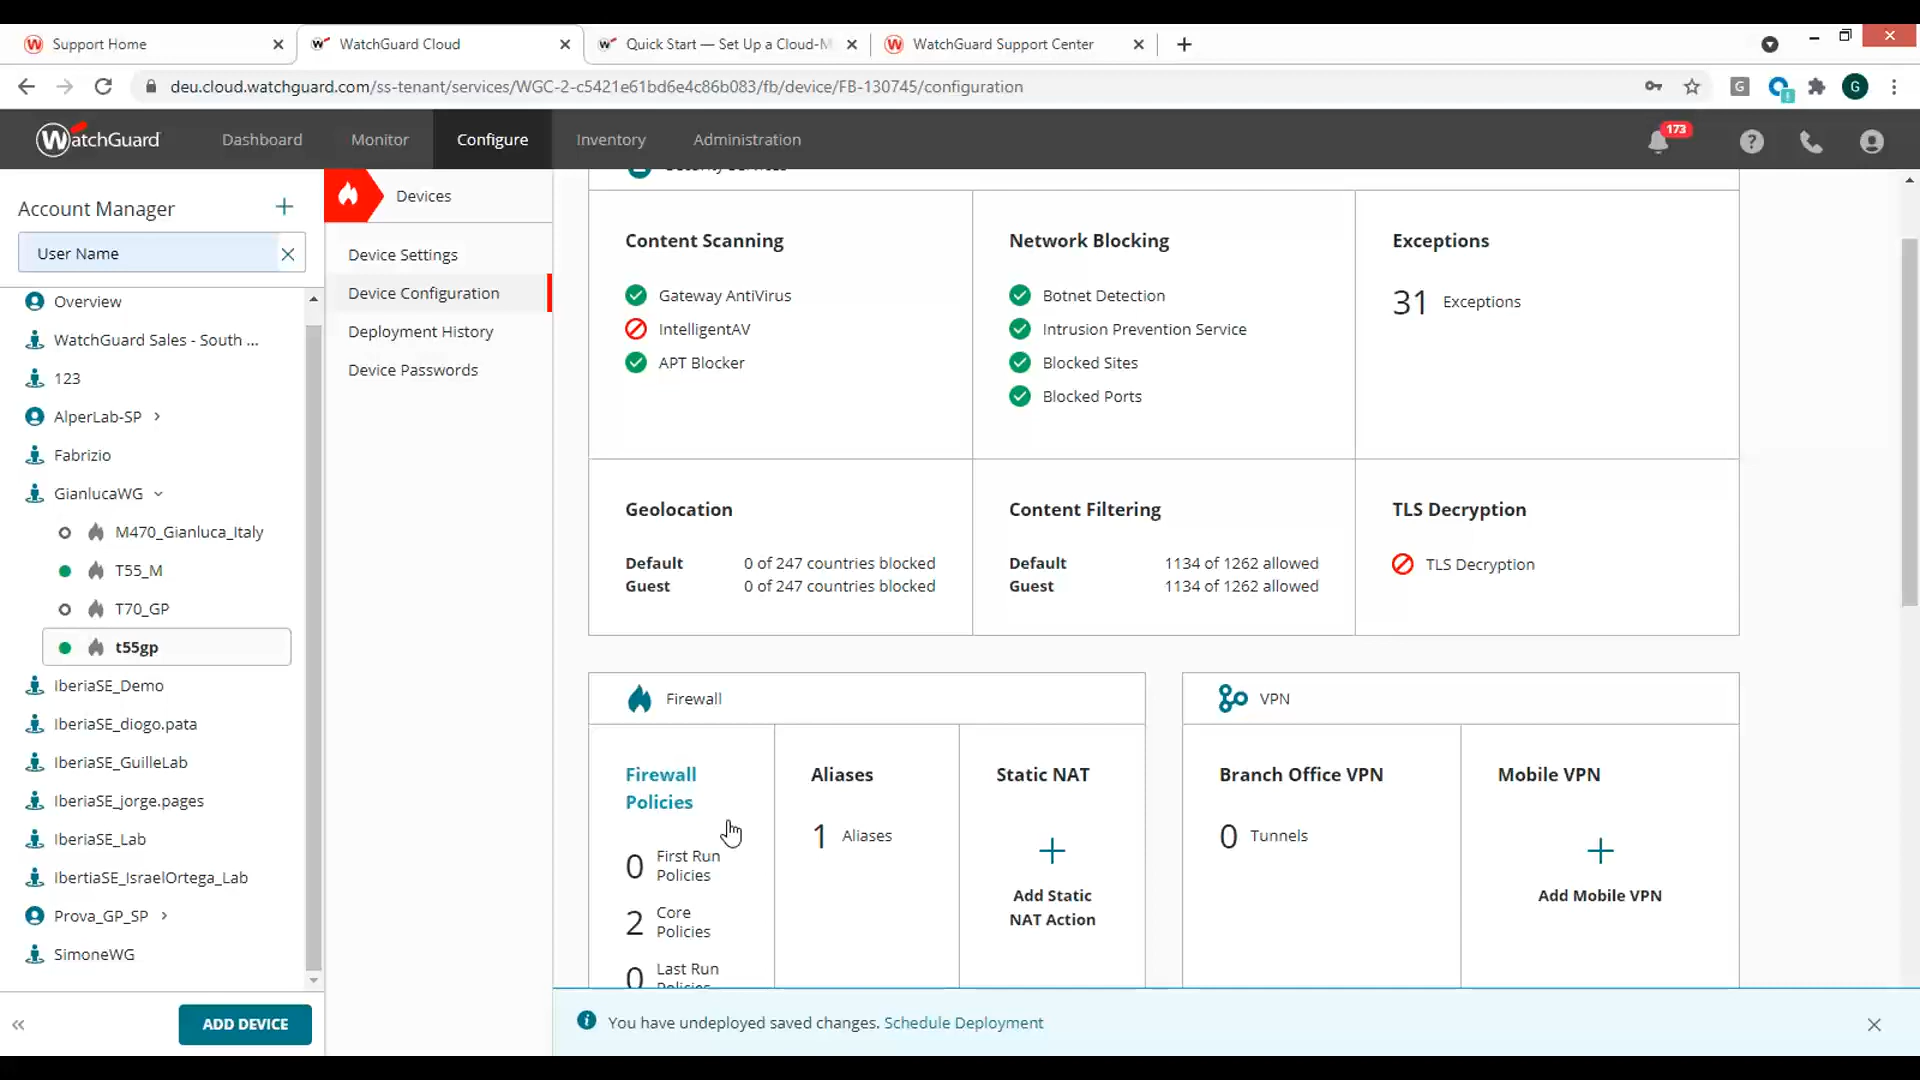 Support Home
WatchGuard Cloud
Quick Start — Set Up a Cloud-M
WatchGuard Support Center
deu.cloud.watchguard.com/ss-tenant/services/WGC-2-c5421e61bd6e4c86b083/fb/device/FB-130745/configuration
G
G
WatchGuard
Dashboard
Monitor
Configure
Inventory
Administration
173
Account Manager
User Name
Overview
WatchGuard Sales - South ...
123
AlperLab-SP
Fabrizio
GianlucaWG
M470_Gianluca_Italy
T55_M
T70_GP
t55gp
IberiaSE_Demo
IberiaSE_diogo.pata
IberiaSE_GuilleLab
IberiaSE_jorge.pages
IberiaSE_Lab
IbertiaSE_IsraelOrtega_Lab
Prova_GP_SP
SimoneWG
ADD DEVICE
Devices
Device Settings
Device Configuration
Deployment History
Device Passwords
Security Services
Content Scanning
Gateway AntiVirus
IntelligentAV
APT Blocker
Network Blocking
Botnet Detection
Intrusion Prevention Service
Blocked Sites
Blocked Ports
Exceptions
31 Exceptions
Geolocation
Default 0 of 247 countries blocked
Guest 0 of 247 countries blocked
Content Filtering
Default 1134 of 1262 allowed
Guest 1134 of 1262 allowed
TLS Decryption
TLS Decryption
Firewall
Firewall
Policies
0 First Run
Policies
2 Core
Policies
0 Last Run
Policies
Aliases
1 Aliases
Static NAT
Add Static
NAT Action
VPN
Branch Office VPN
0 Tunnels
Mobile VPN
Add Mobile VPN
You have undeployed saved changes. Schedule Deployment